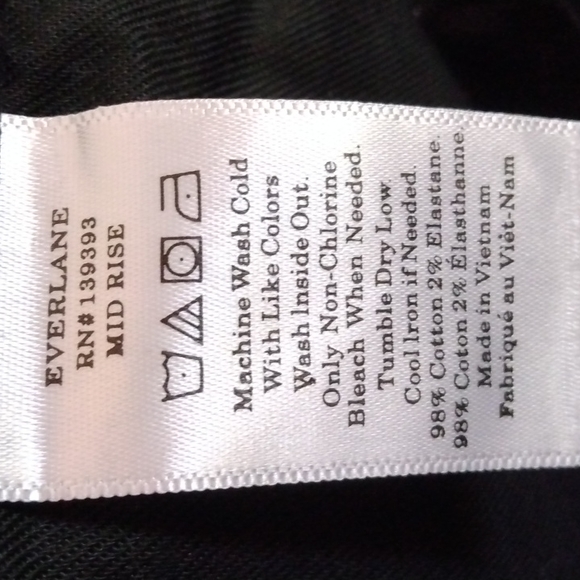 EVERLANE
RN# 139393
MID RISE
Machine Wash Cold
With Like Colors
Wash Inside Out.
Only Non-Chlorine
Bleach When Needed.
Tumble Dry Low.
Cool Iron if Needed.
98% Cotton 2% Elastane.
98% Coton 2% Élasthanne.
Made in Vietnam
Fabriqué au Viêt-Nam